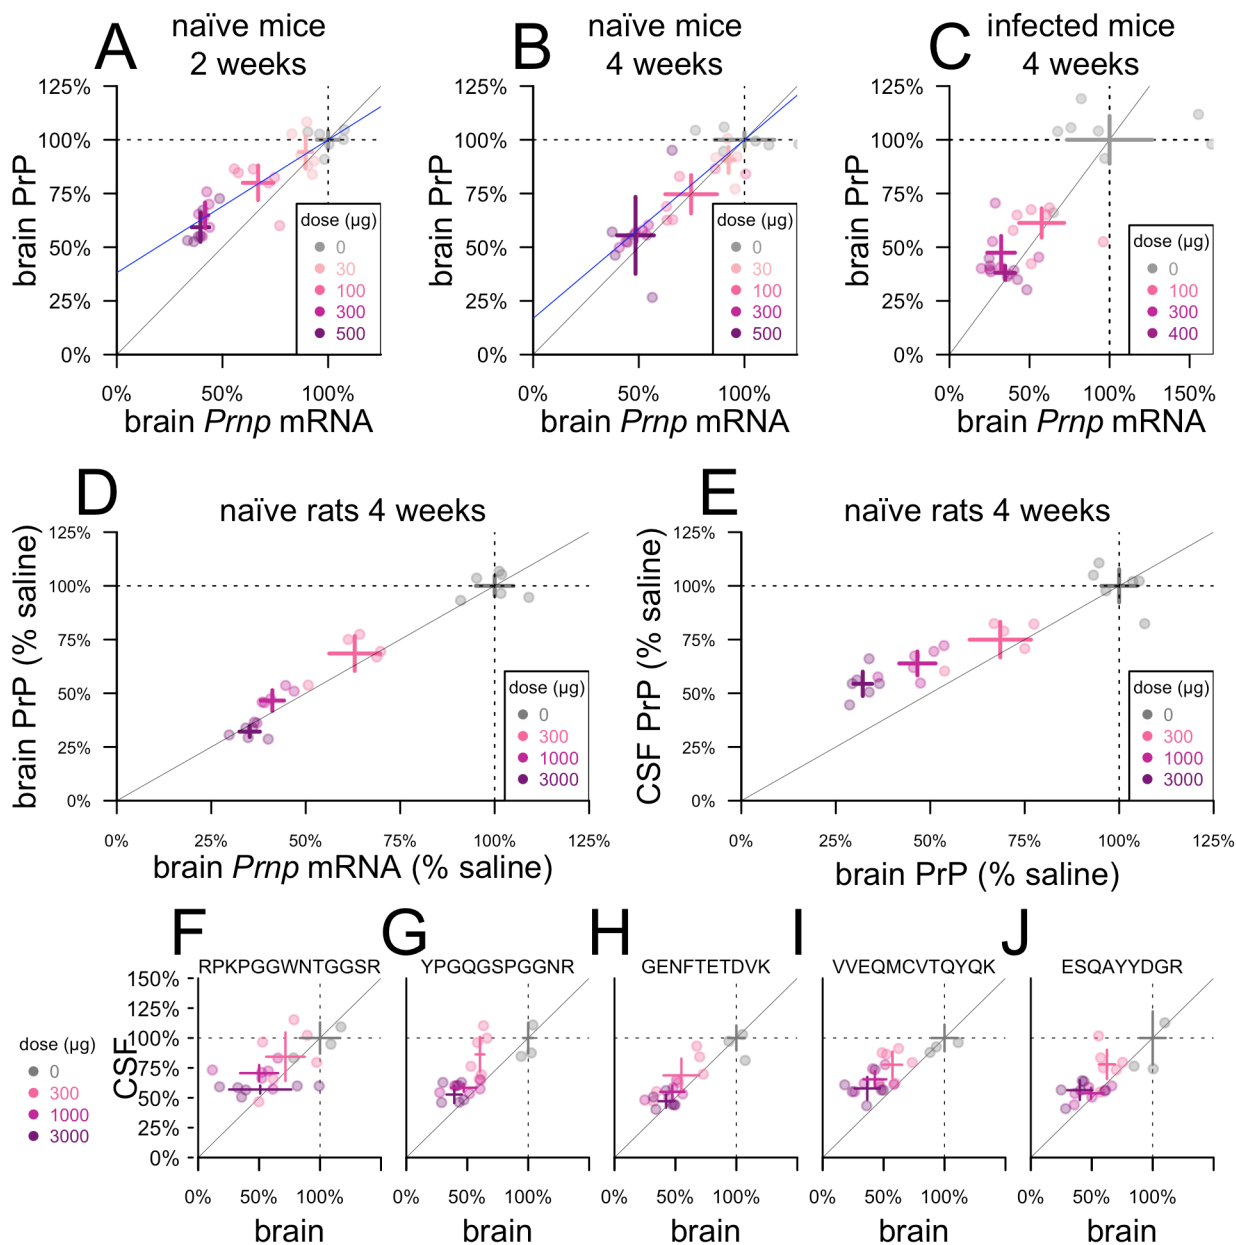 A
naïve mice
2 weeks
brain PrP
125%
100%
75%
50%
25%
0%
0%
50%
100%
brain Prnp mRNA
dose (µg)
0
30
100
300
500
B
naïve mice
4 weeks
brain PrP
125%
100%
75%
50%
25%
0%
0%
50%
100%
brain Prnp mRNA
dose (µg)
0
30
100
300
500
C
infected mice
4 weeks
brain PrP
125%
100%
75%
50%
25%
0%
0%
50%
100%
150%
brain Prnp mRNA
dose (µg)
0
100
300
400
D
naïve rats 4 weeks
brain PrP (% saline)
125%
100%
75%
50%
25%
0%
0%
25%
50%
75%
100%
125%
brain Prnp mRNA (% saline)
dose (µg)
0
300
1000
3000
E
naïve rats 4 weeks
CSF PrP (% saline)
125%
100%
75%
50%
25%
0%
0%
25%
50%
75%
100%
125%
brain PrP (% saline)
dose (µg)
0
300
1000
3000
dose (µg)
0
300
1000
3000
F
RPKPGGWNTGGSR
CSF
150%
125%
100%
75%
50%
25%
0%
0%
50%
100%
brain
G
YPGQGSPGGNR
0%
50%
100%
brain
H
GENFTETDVK
0%
50%
100%
brain
I
VVEQMCVTQYQK
0%
50%
100%
brain
J
ESQAYYDGR
0%
50%
100%
brain